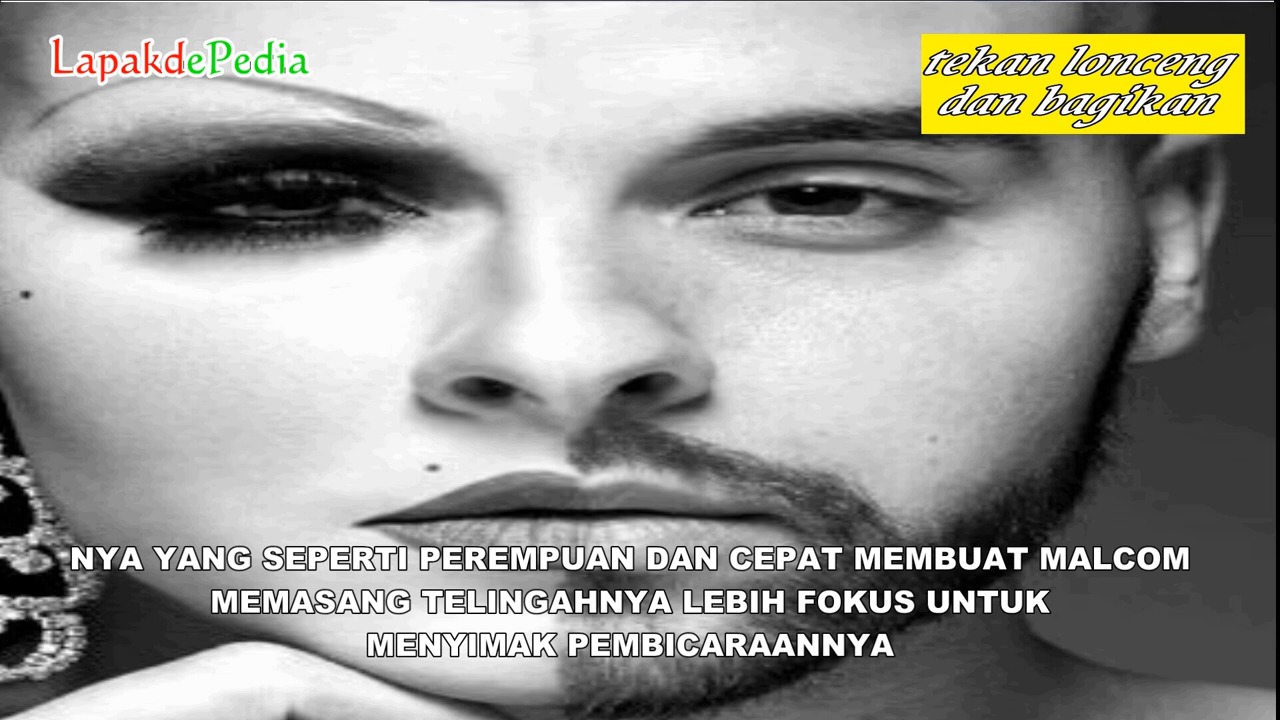 LapakdePedia
tekan lonceng
dan bagikan
NYA YANG SEPERTI PEREMPUAN DAN CEPAT MEMBUAT MALCOM
MEMASANG TELINGAHNYA LEBIH FOKUS UNTUK
MENYIMAK PEMBICARAANNYA